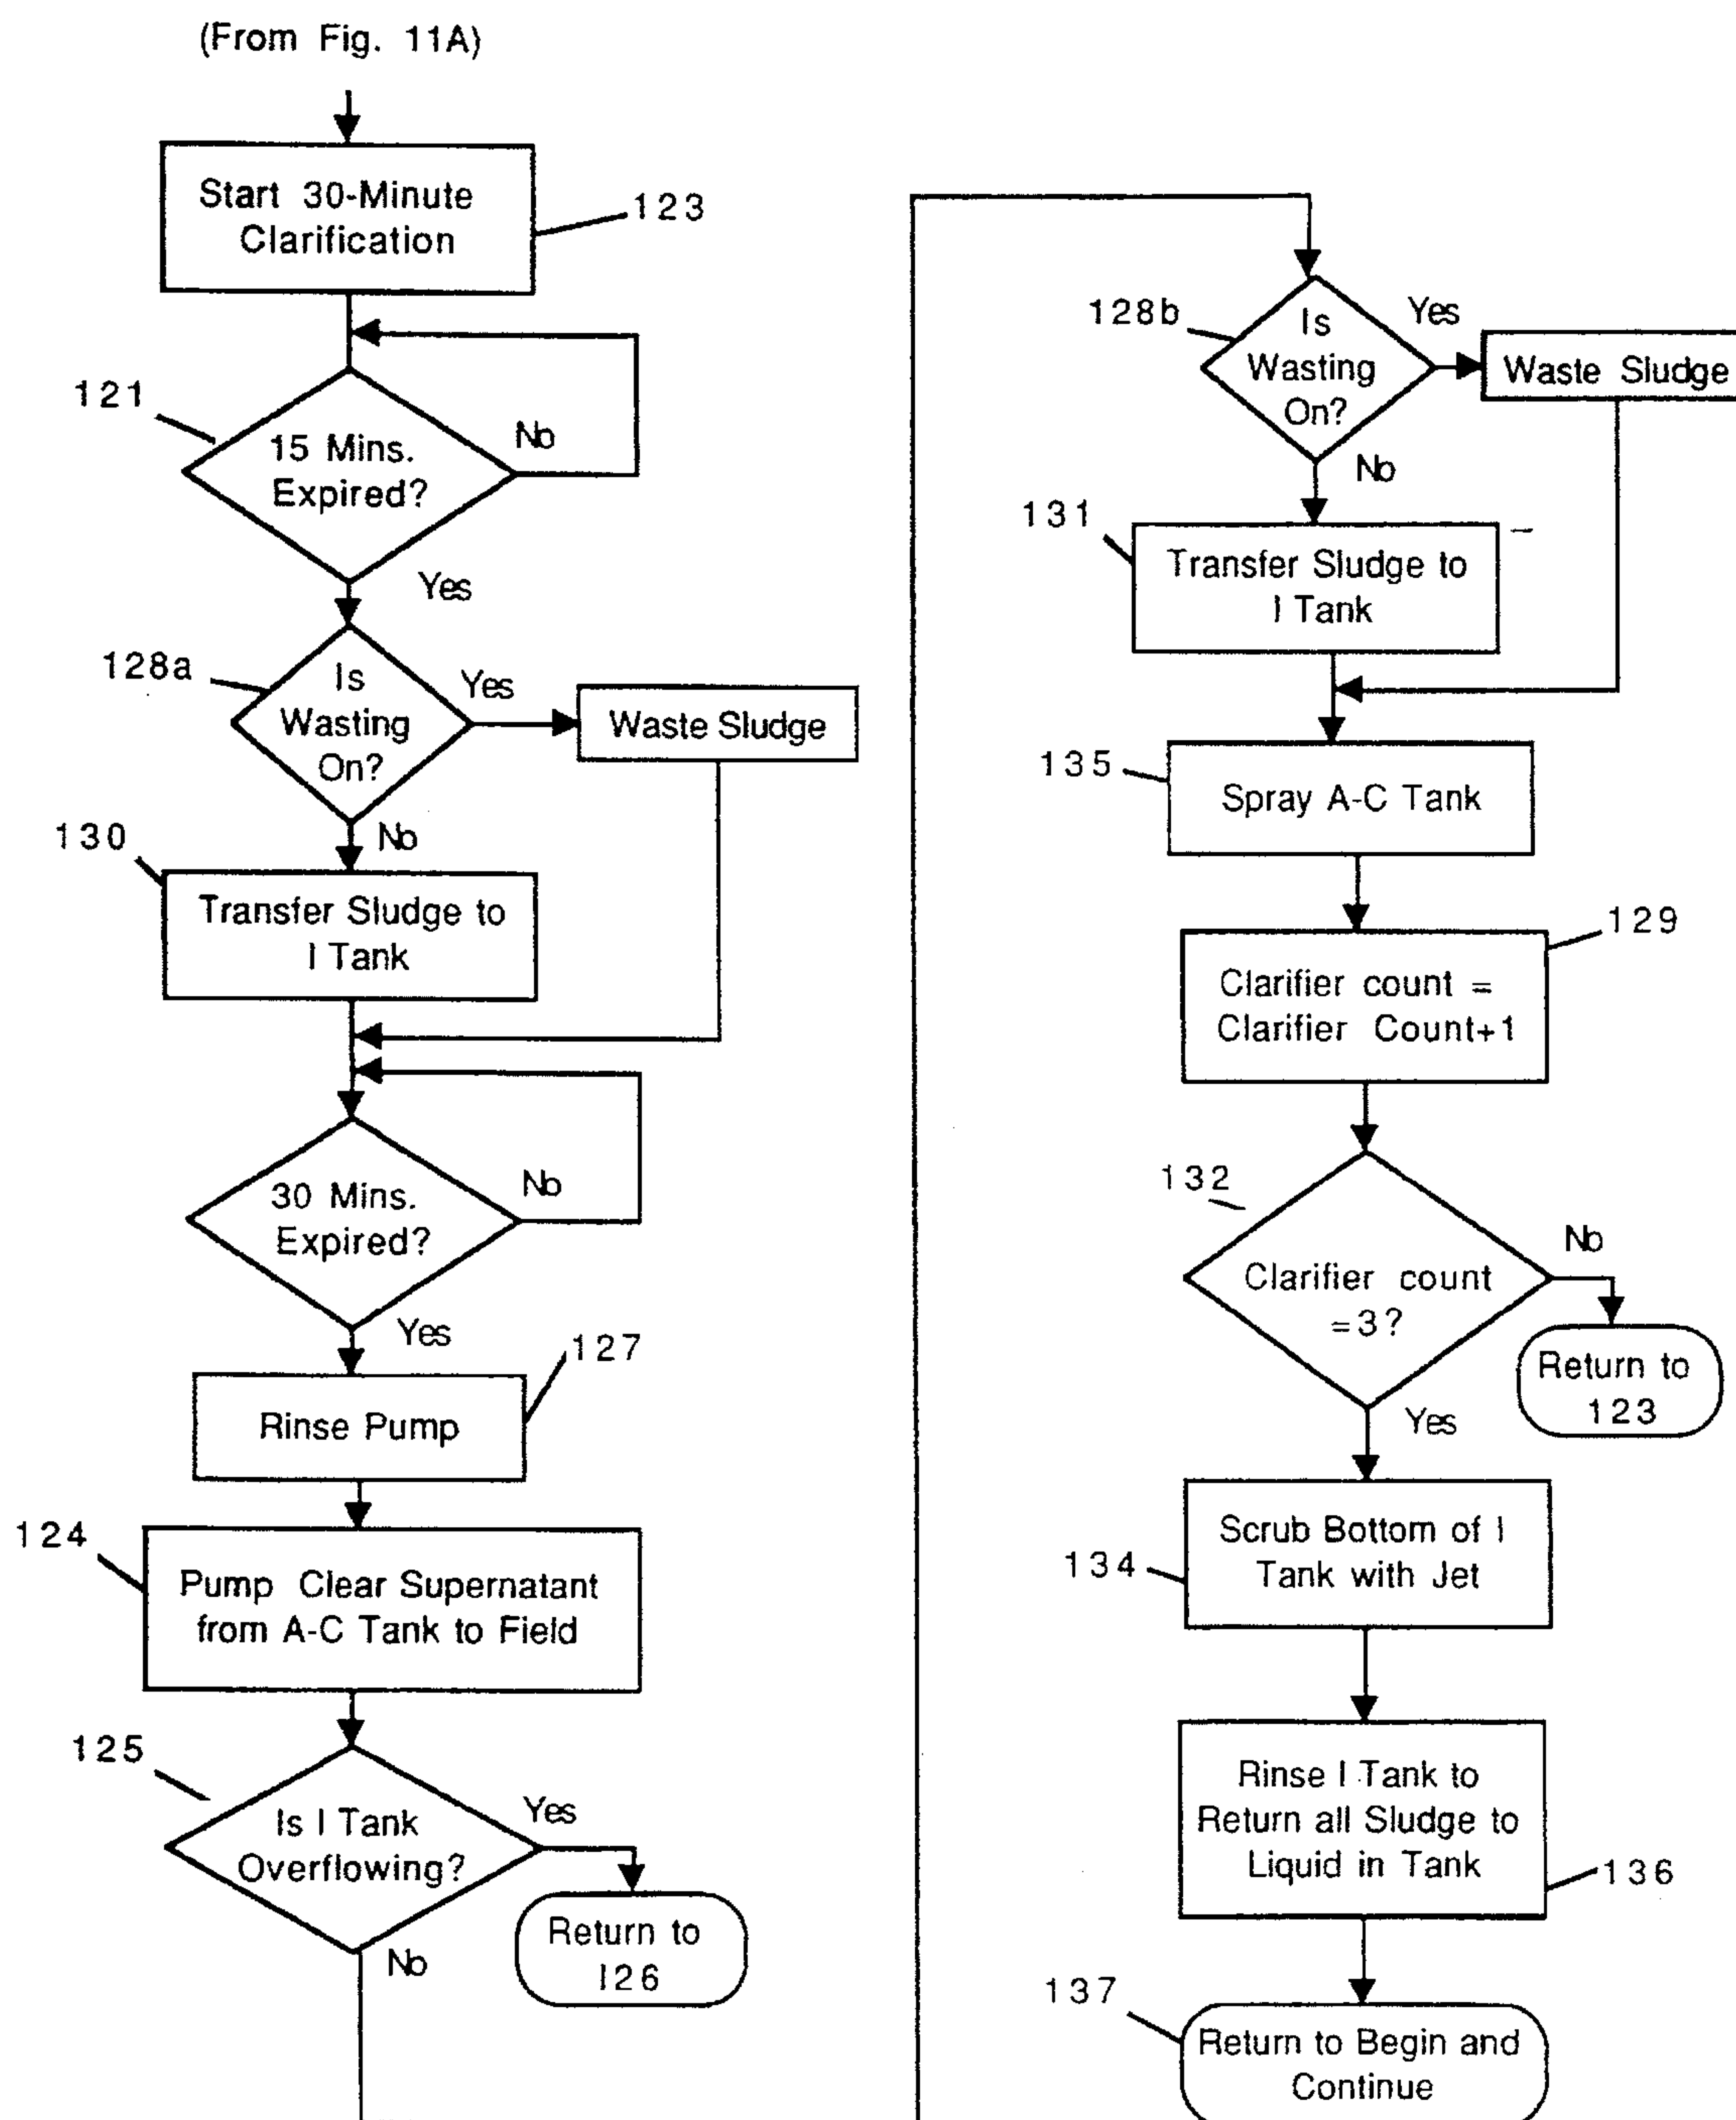 (From Fig. 11A)
Start 30-Minute
Clarification
123
121
15 Mins.
Expired?
No
Yes
128a
Is
Wasting
On?
Yes
Waste Sludge
No
130
Transfer Sludge to
I Tank
30 Mins.
Expired?
No
Yes
127
Rinse Pump
124
Pump Clear Supernatant
from A-C Tank to Field
125
Is I Tank
Overflowing?
Yes
Return to
126
No
128b
Is
Wasting
On?
Yes
Waste Sludge
No
131
Transfer Sludge to
I Tank
135
Spray A-C Tank
129
Clarifier count =
Clarifier Count+1
132
Clarifier count
=3?
No
Return to
123
Yes
134
Scrub Bottom of I
Tank with Jet
Rinse I Tank to
Return all Sludge to
Liquid in Tank
136
137
Return to Begin and
Continue